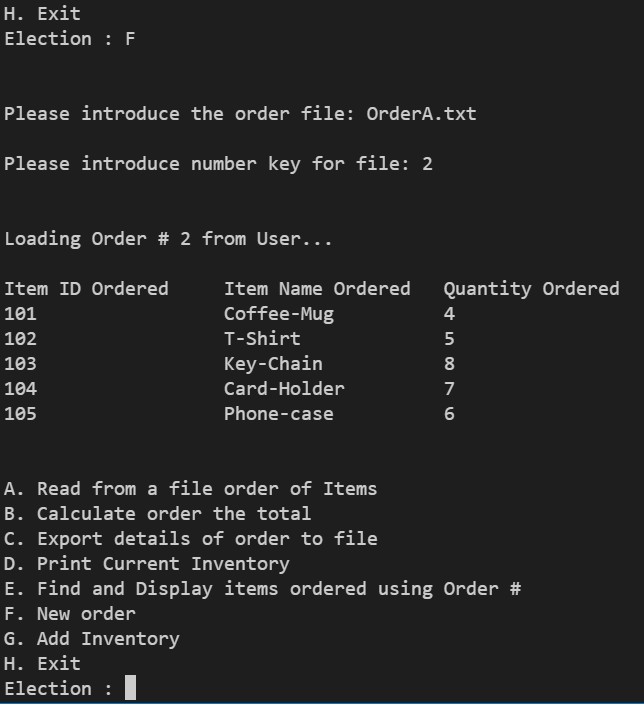 H. Exit
Election : F
Please introduce the order file: OrderA.txt
Please introduce number key for file: 2
Loading Order # 2 from User...
Item ID Ordered     Item Name Ordered   Quantity Ordered
101                 Coffee-Mug          4
102                 T-Shirt             5
103                 Key-Chain           8
104                 Card-Holder         7
105                 Phone-case          6
A. Read from a file order of Items
B. Calculate order the total
C. Export details of order to file
D. Print Current Inventory
E. Find and Display items ordered using Order #
F. New order
G. Add Inventory
H. Exit
Election :